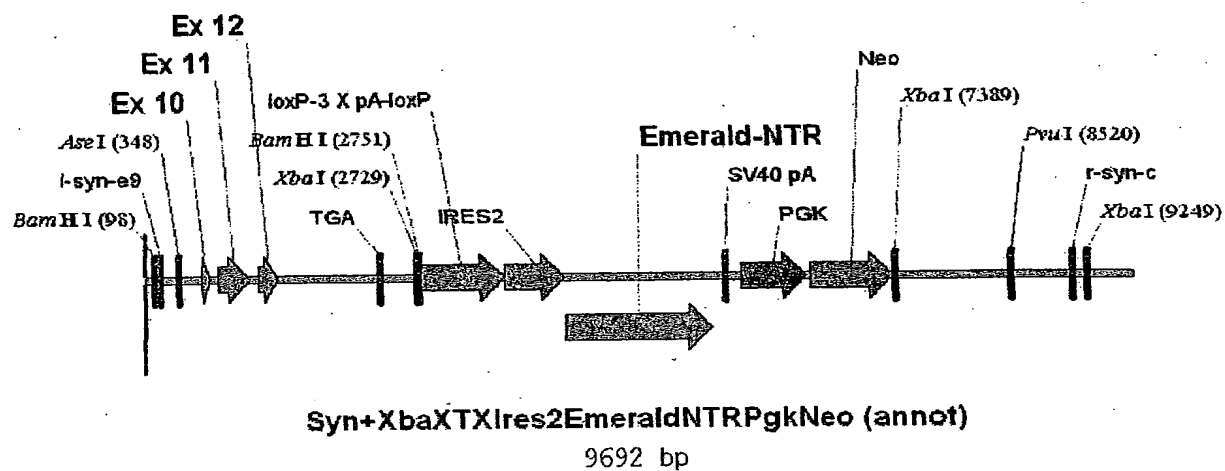 Ex 12
Ex 11
Ex 10
Neo
loxP-3 X pA-loxP
XbaI (7389)
AseI (348)
BamHI (2751)
Emerald-NTR
PvuI (8520)
l-syn-e9
XbaI (2729)
SV40 pA
r-syn-c
BamHI (98)
TGA
IRES2
PGK
XbaI (9249)
Syn+XbaXTXIres2EmeraldNTRPgkNeo (annot)
9692 bp